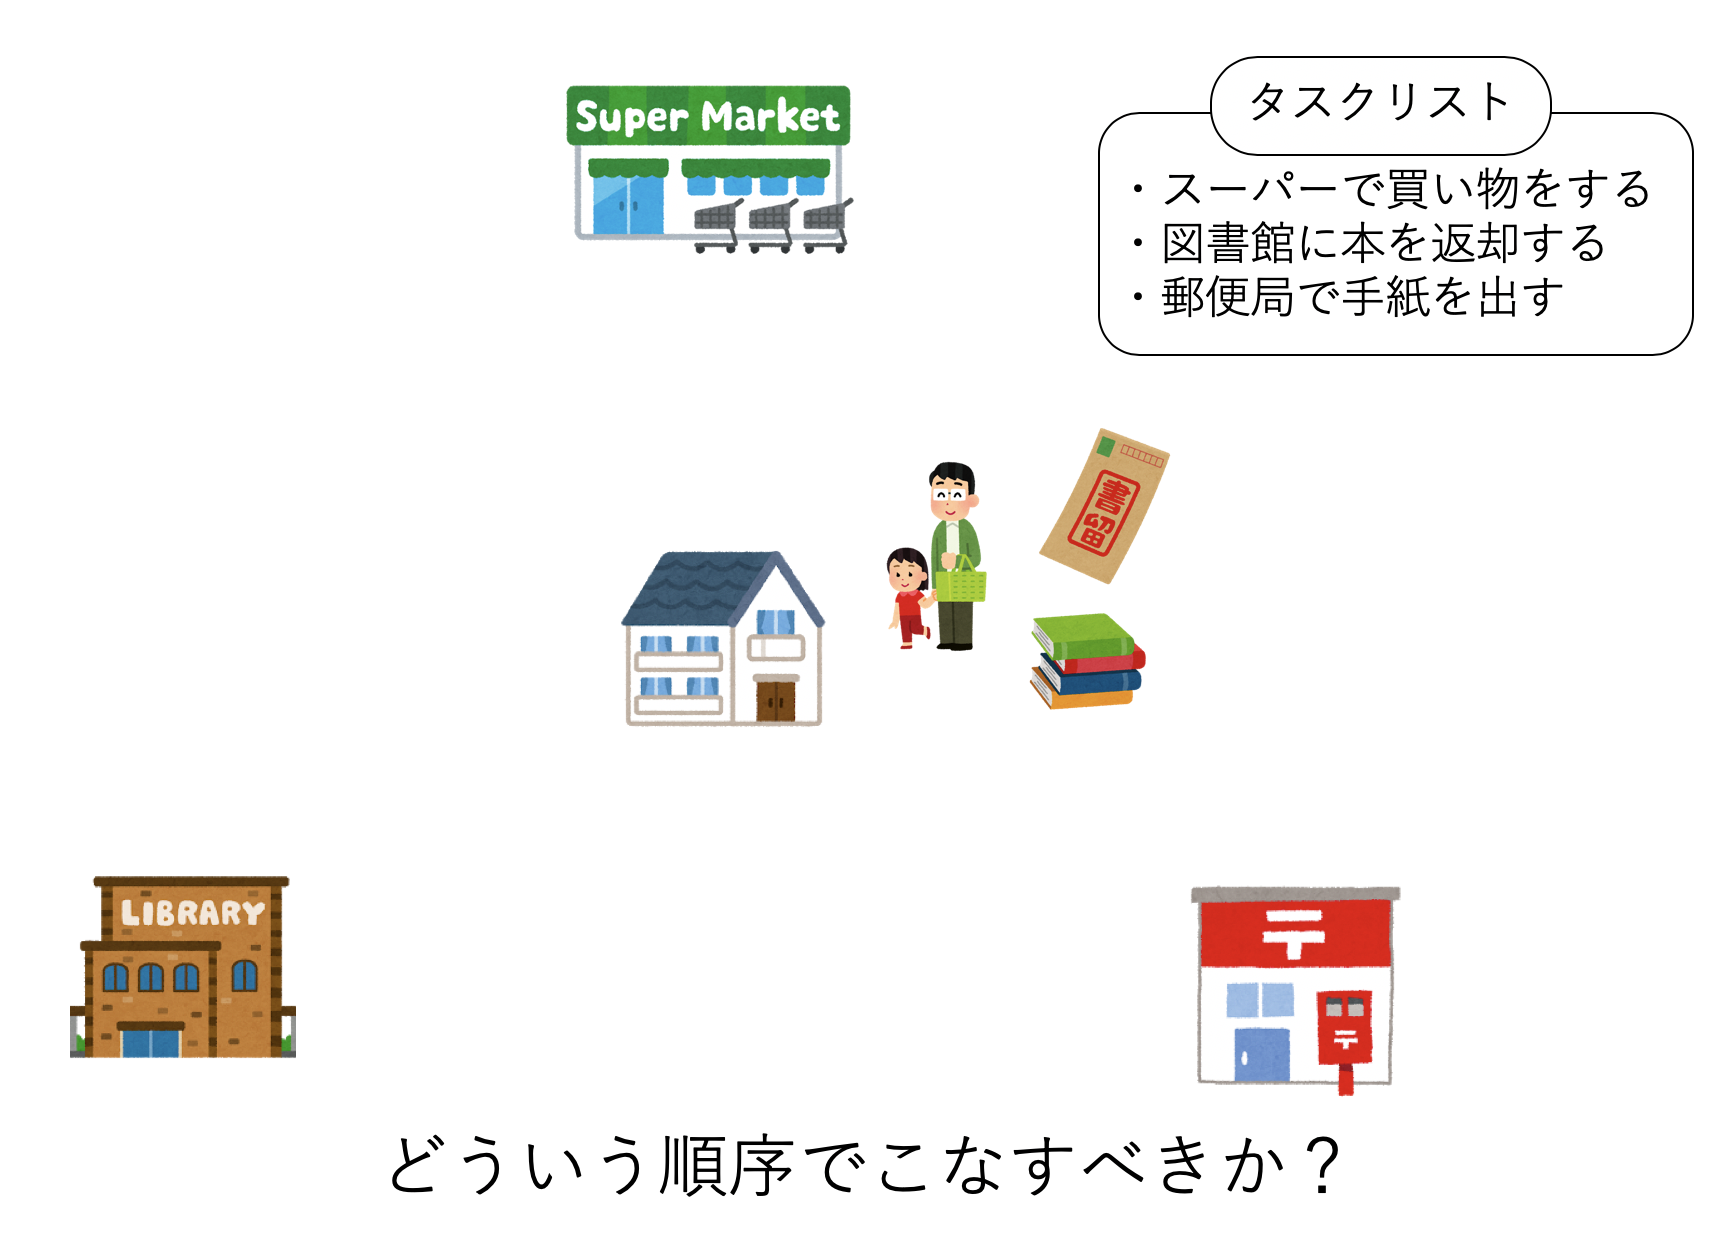 Super Market
タスクリスト
・スーパーで買い物をする
・図書館に本を返却する
・郵便局で手紙を出す
書留
LIBRARY
〒
〒
どういう順序でこなすべきか？